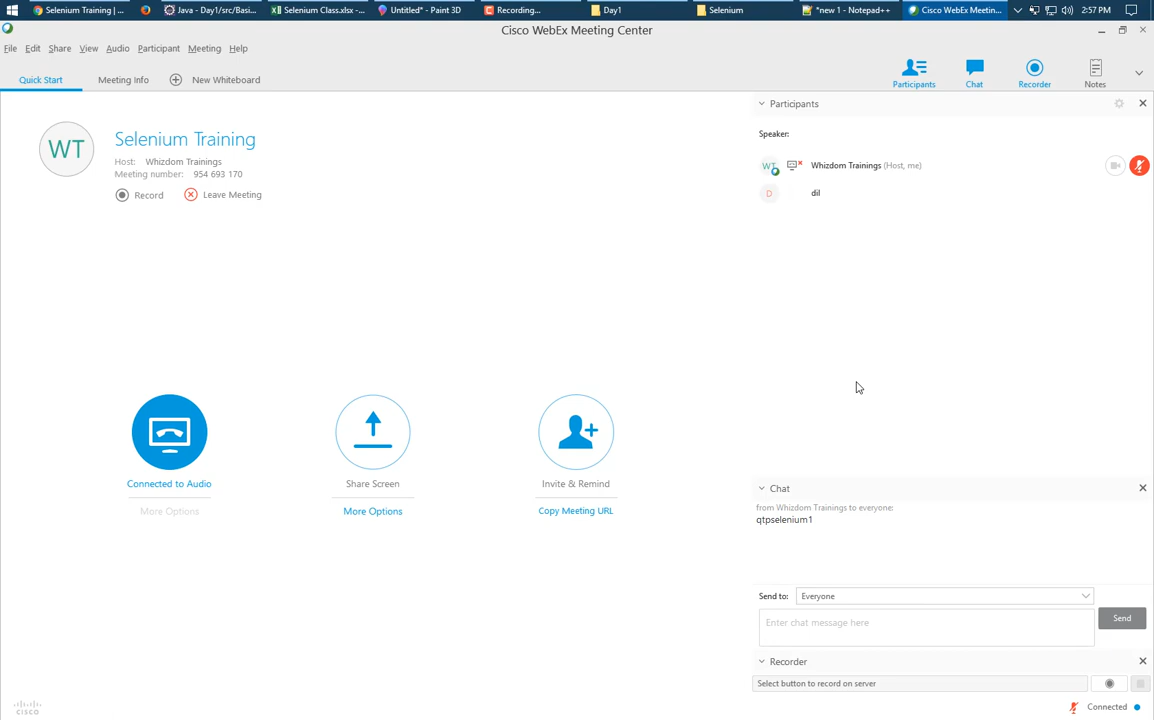 Selenium Training | ...
Java - Day1/src/Basi...
Selenium Class.xlsx -...
Untitled* - Paint 3D
Recording...
Day1
Selenium
*new 1 - Notepad++
Cisco WebEx Meetin...
2:57 PM
Cisco WebEx Meeting Center
File Edit Share View Audio Participant Meeting Help
Quick Start
Meeting Info
New Whiteboard
Participants
Chat
Recorder
Notes
WT
Selenium Training
Host: Whizdom Trainings
Meeting number: 954 693 170
Record
Leave Meeting
Connected to Audio
More Options
Share Screen
More Options
Invite & Remind
Copy Meeting URL
Participants
Speaker:
WT
Whizdom Trainings (Host, me)
D
dil
Chat
from Whizdom Trainings to everyone:
qtpselenium1
Send to:
Everyone
Enter chat message here
Send
Recorder
Select button to record on server
Connected
CISCO